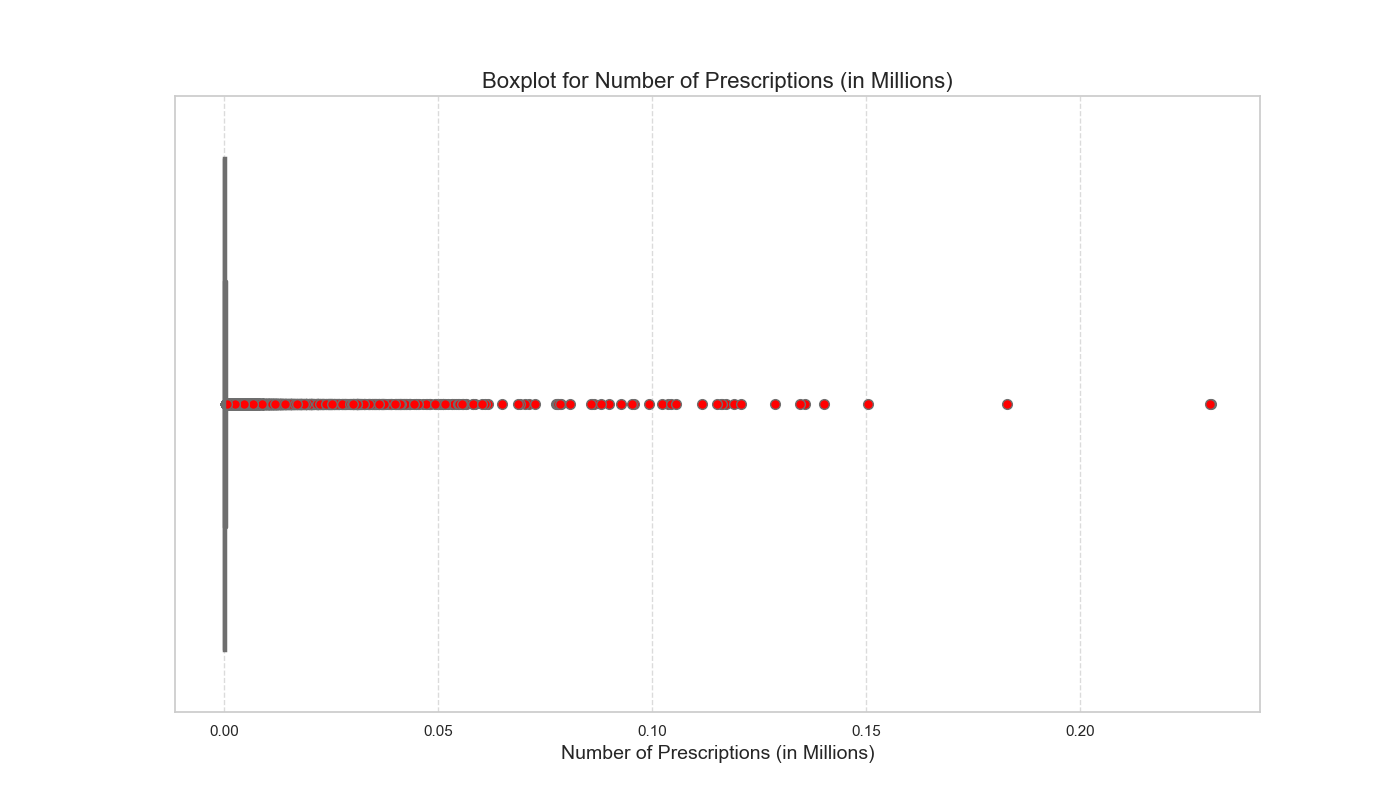 Boxplot for Number of Prescriptions (in Millions)
0.00 0.05 0.10 0.15 0.20
Number of Prescriptions (in Millions)